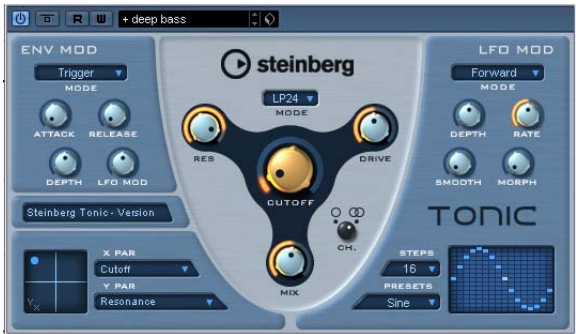 R W + deep bass
ENV MOD
Trigger
MODE
ATTACK RELEASE
DEPTH LFO MOD
Steinberg Tonic - Version
X PAR
Cutoff
Y PAR
Resonance
Y X
steinberg
LP24
MODE
RES
DRIVE
CUTOFF
CH.
MIX
LFO MOD
Forward
MODE
DEPTH RATE
SMOOTH MORPH
TONIC
STEPS
16
PRESETS
Sine